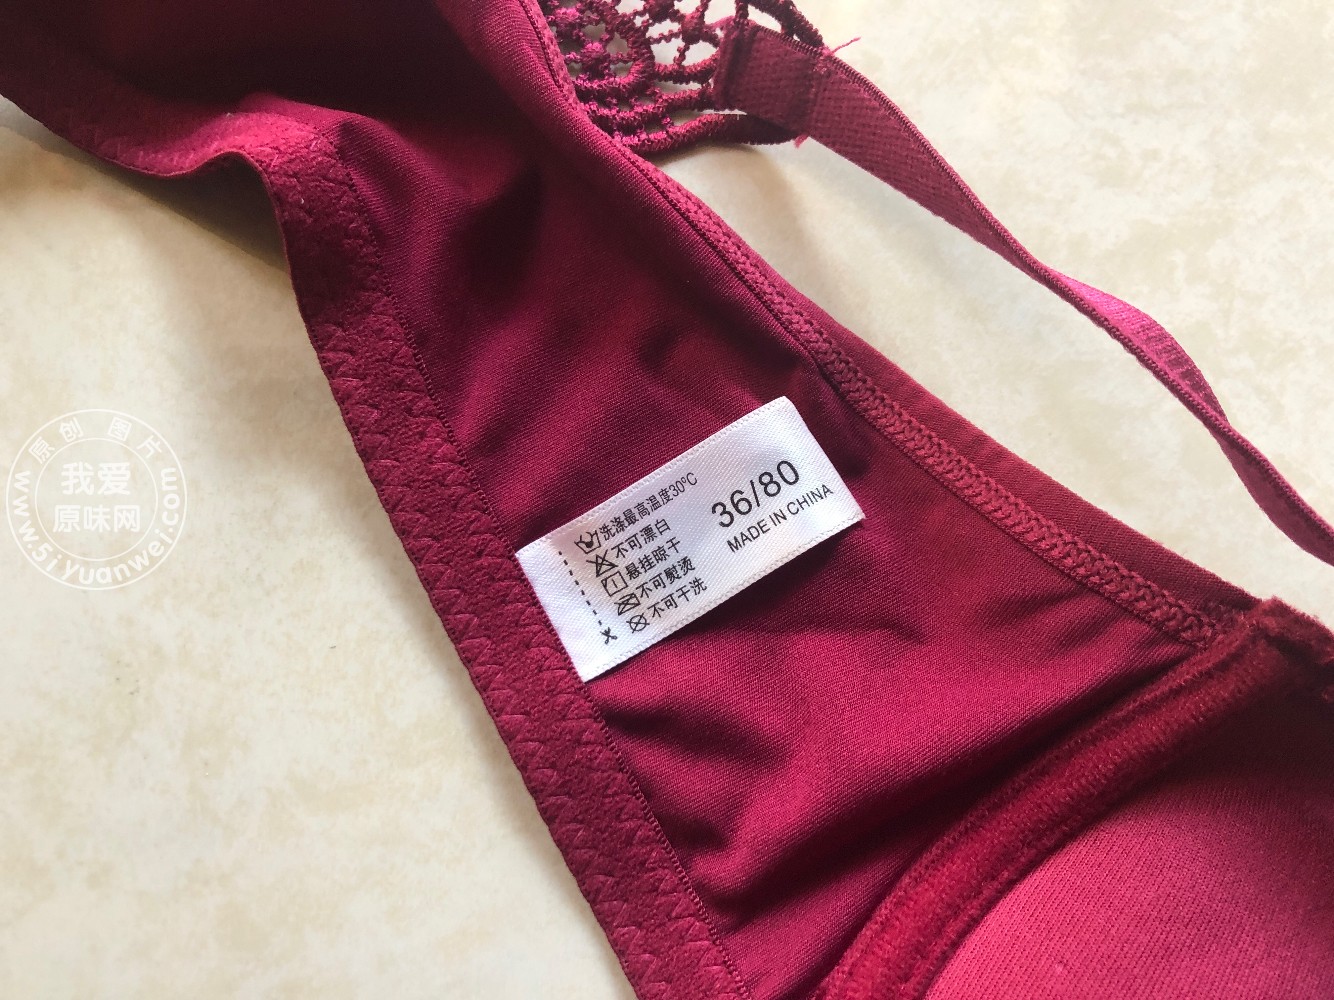 洗涤最高温度30℃
不可漂白
悬挂晾干
不可熨烫
不可干洗
36/80
MADE IN CHINA
原创图片
我爱
原味网
www.5iyuanwei.com